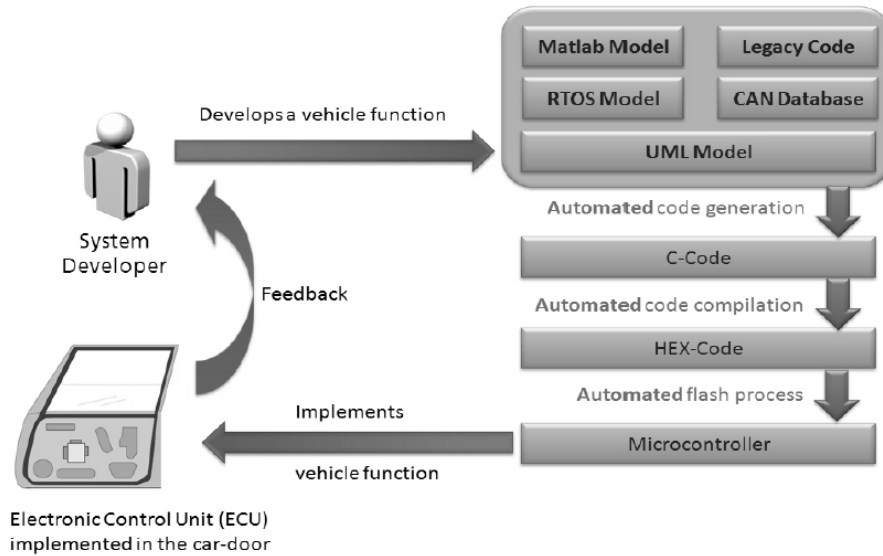 Matlab Model
Legacy Code
RTOS Model
CAN Database
UML Model
Develops a vehicle function
System
Developer
Automated code generation
C-Code
Automated code compilation
HEX-Code
Automated flash process
Microcontroller
Feedback
Implements
vehicle function
Electronic Control Unit (ECU)
implemented in the car-door